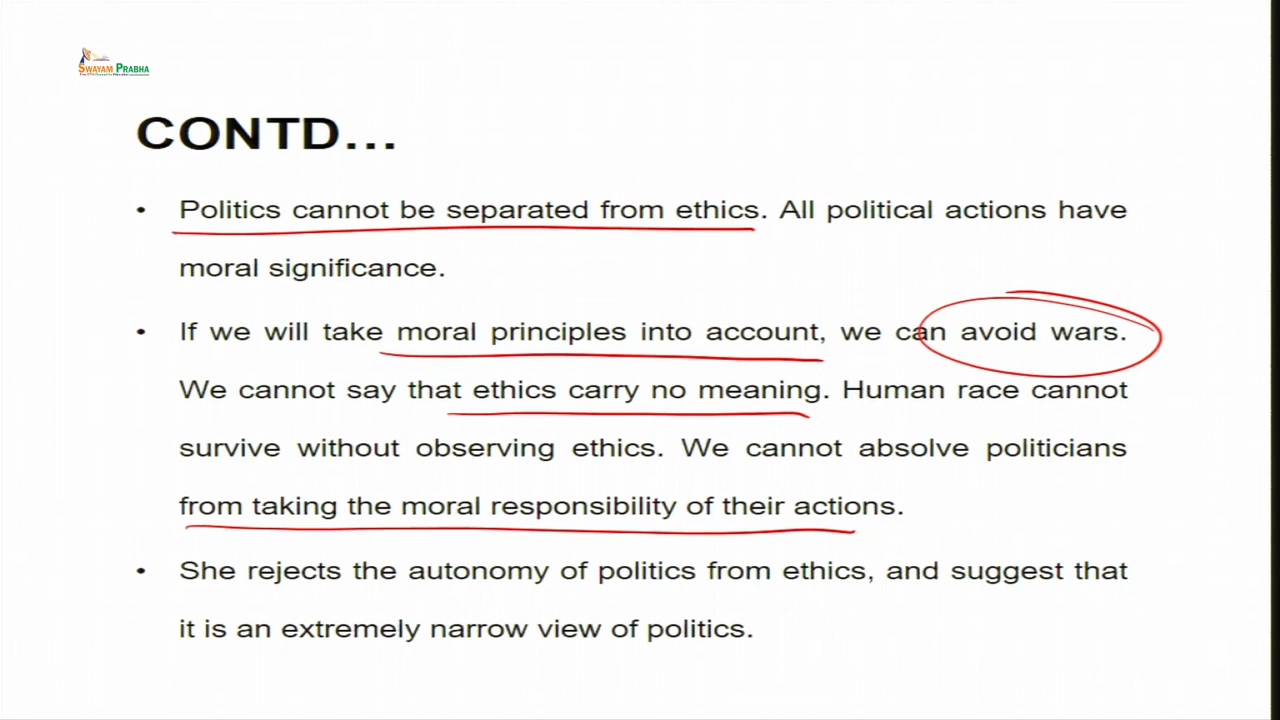 SWAYAM PRABHA
CONTD...
• Politics cannot be separated from ethics. All political actions have
moral significance.
• If we will take moral principles into account, we can avoid wars.
We cannot say that ethics carry no meaning. Human race cannot
survive without observing ethics. We cannot absolve politicians
from taking the moral responsibility of their actions.
• She rejects the autonomy of politics from ethics, and suggest that
it is an extremely narrow view of politics.